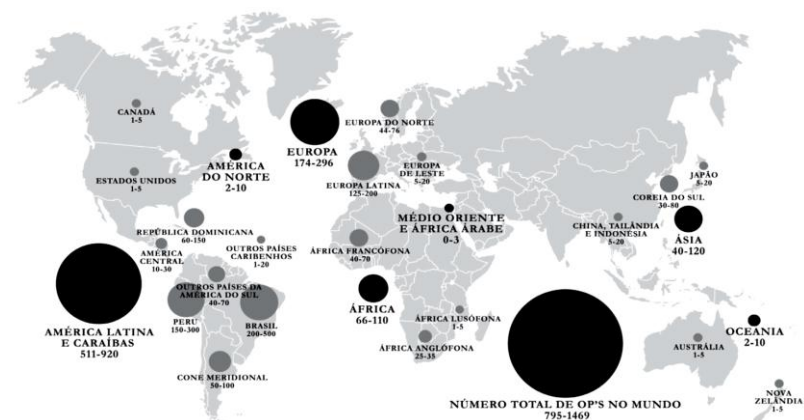 CANADÁ
1-5
ESTADOS UNIDOS
1-5
AMÉRICA
DO NORTE
2-10
EUROPA
174-296
EUROPA DO NORTE
44-76
EUROPA LATINA
125-200
EUROPA
DE LESTE
5-20
MÉDIO ORIENTE
E ÁFRICA ÁRABE
0-3
JAPÃO
5-20
COREIA DO SUL
30-80
CHINA, TAILÂNDIA
E INDONÉSIA
5-20
ÁSIA
40-120
REPÚBLICA DOMINICANA
60-150
AMÉRICA
CENTRAL
10-30
OUTROS PAÍSES
CARIBENHOS
1-20
OUTROS PAÍSES DA
AMÉRICA DO SUL
40-70
AMÉRICA LATINA
E CARAÍBAS
511-920
PERU
150-300
BRASIL
200-500
CONE MERIDIONAL
50-100
ÁFRICA FRANCÓFONA
40-70
ÁFRICA
66-110
ÁFRICA LUSÓFONA
1-5
ÁFRICA ANGLÓFONA
25-35
NÚMERO TOTAL DE OP'S NO MUNDO
795-1469
OCEANIA
2-10
AUSTRÁLIA
1-5
NOVA
ZELÂNDIA
1-5